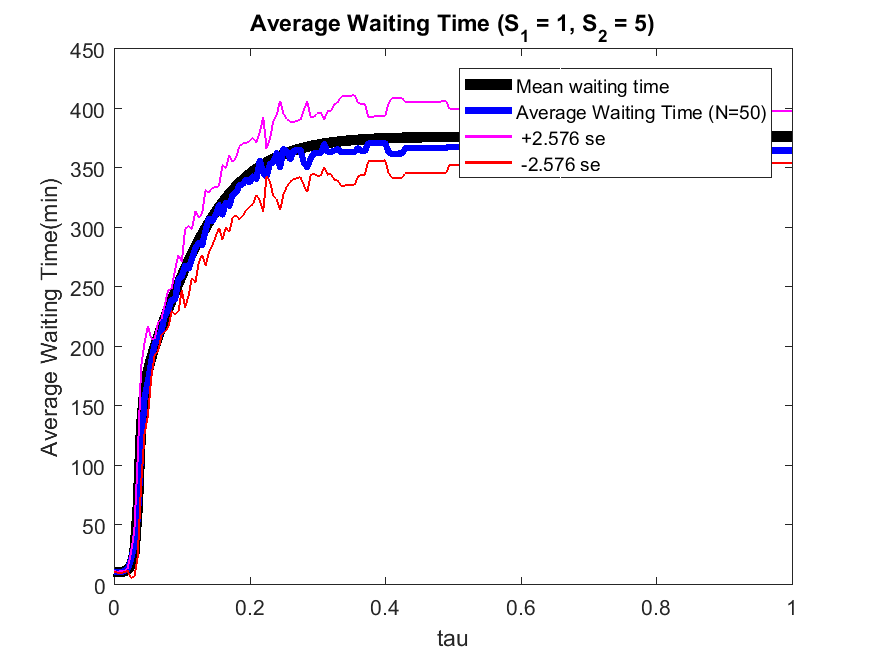 Average Waiting Time (S₁ = 1, S₂ = 5)
450
400
350
300
250
200
150
100
50
0
Average Waiting Time(min)
Mean waiting time
Average Waiting Time (N=50)
+2.576 se
-2.576 se
0
0.2
0.4
0.6
0.8
1
tau